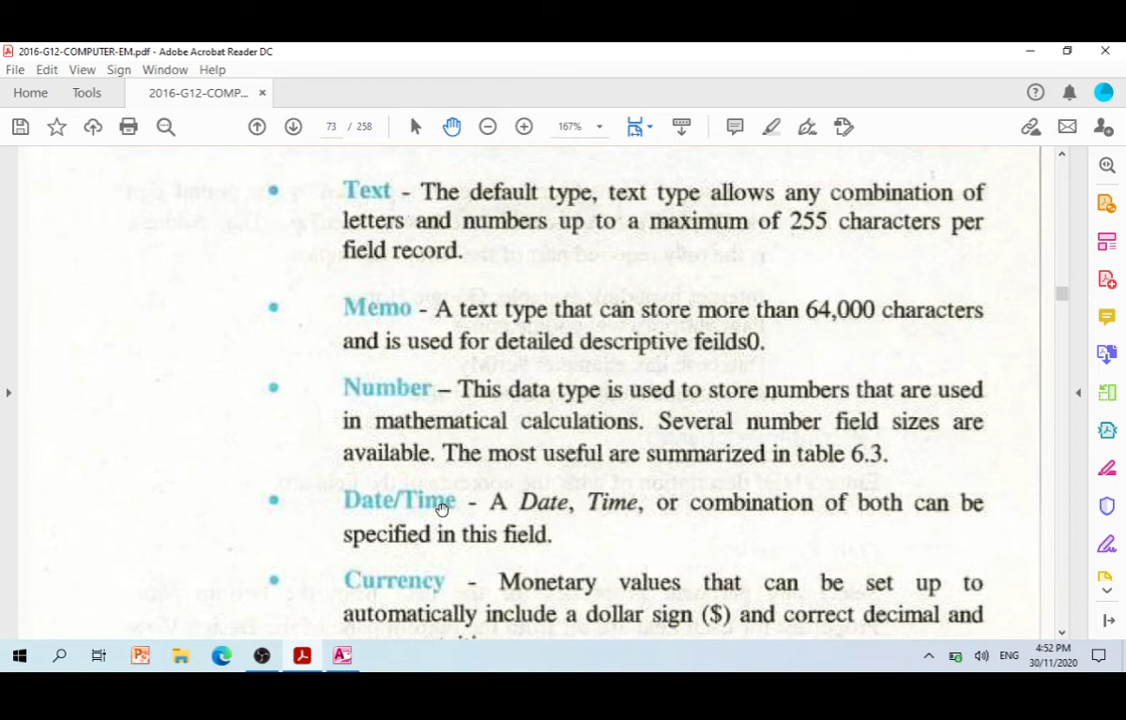 2016-G12-COMPUTER-EM.pdf - Adobe Acrobat Reader DC
File Edit View Sign Window Help
Home Tools 2016-G12-COMP... ×
73 / 258 167%
• Text - The default type, text type allows any combination of
letters and numbers up to a maximum of 255 characters per
field record.
• Memo - A text type that can store more than 64,000 characters
and is used for detailed descriptive feilds0.
• Number – This data type is used to store numbers that are used
in mathematical calculations. Several number field sizes are
available. The most useful are summarized in table 6.3.
• Date/Time - A Date, Time, or combination of both can be
specified in this field.
• Currency - Monetary values that can be set up to
automatically include a dollar sign ($) and correct decimal and
ENG
4:52 PM
30/11/2020